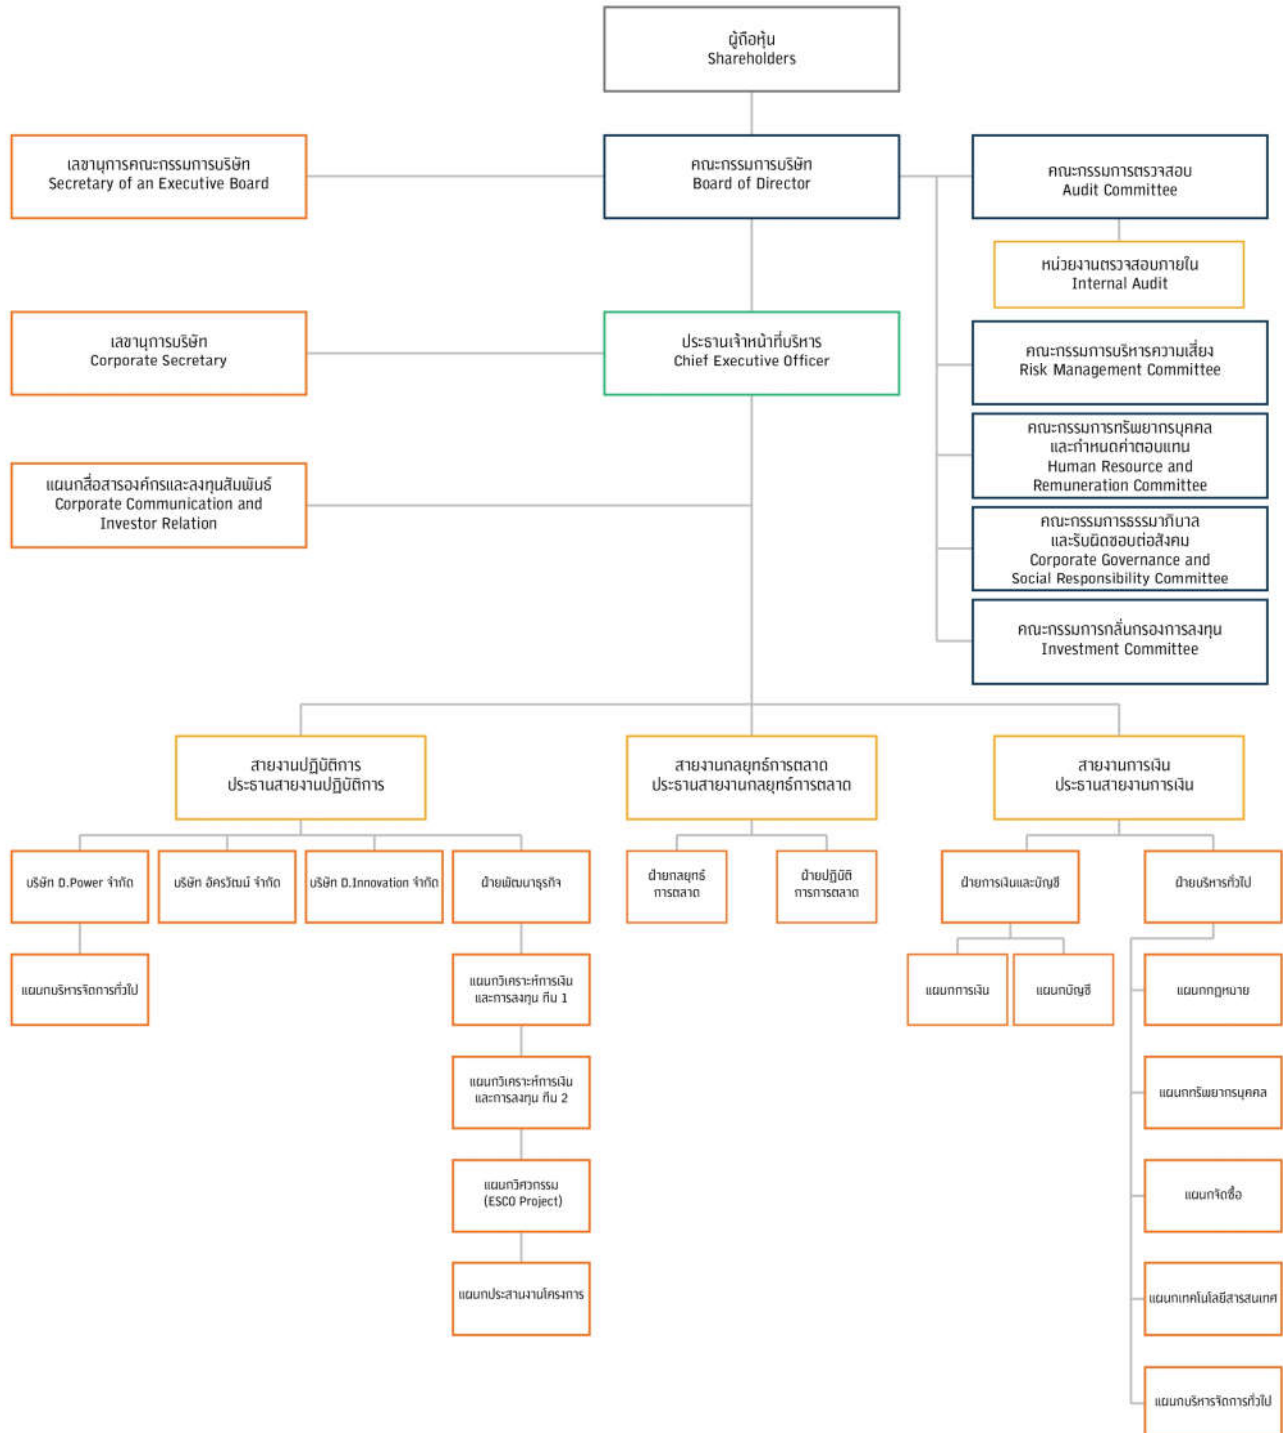 ผู้ถือหุ้น
Shareholders
เลขานุการคณะกรรมการบริษัท
Secretary of an Executive Board
คณะกรรมการบริษัท
Board of Director
คณะกรรมการตรวจสอบ
Audit Committee
หน่วยงานตรวจสอบภายใน
Internal Audit
เลขานุการบริษัท
Corporate Secretary
ประธานเจ้าหน้าที่บริหาร
Chief Executive Officer
คณะกรรมการบริหารความเสี่ยง
Risk Management Committee
คณะกรรมการทรัพยากรบุคคล
และกำหนดค่าตอบแทน
Human Resource and
Remuneration Committee
แผนกสื่อสารองค์กรและลงทุนสัมพันธ์
Corporate Communication and
Investor Relation
คณะกรรมการธรรมาภิบาล
และรับผิดชอบต่อสังคม
Corporate Governance and
Social Responsibility Committee
คณะกรรมการกลั่นกรองการลงทุน
Investment Committee
สายงานปฏิบัติการ
ประธานสายงานปฏิบัติการ
สายงานกลยุทธ์การตลาด
ประธานสายงานกลยุทธ์การตลาด
สายงานการเงิน
ประธานสายงานการเงิน
บริษัท D.Power จำกัด
บริษัท อัครวัฒน์ จำกัด
บริษัท D.Innovation จำกัด
ฝ่ายพัฒนาธุรกิจ
ฝ่ายกลยุทธ์
การตลาด
ฝ่ายปฏิบัติ
การการตลาด
ฝ่ายการเงินและบัญชี
ฝ่ายบริหารทั่วไป
แผนกบริหารจัดการทั่วไป
แผนกวิเคราะห์การเงิน
และการลงทุน ทีม 1
แผนกการเงิน
แผนกบัญชี
แผนกกฎหมาย
แผนกวิเคราะห์การเงิน
และการลงทุน ทีม 2
แผนกทรัพยากรบุคคล
แผนกวิศวกรรม
(ESCO Project)
แผนกจัดซื้อ
แผนกประสานงานโครงการ
แผนกเทคโนโลยีสารสนเทศ
แผนกบริหารจัดการทั่วไป